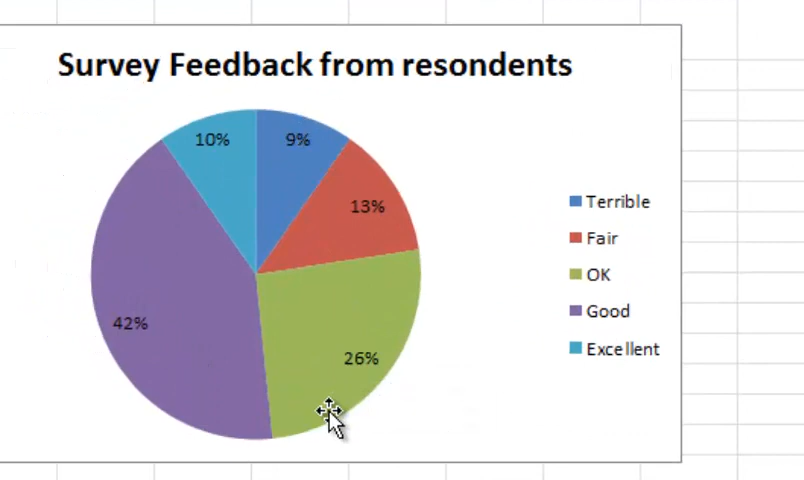 Survey Feedback from resondents
10%
9%
13%
42%
26%
Terrible
Fair
OK
Good
Excellent